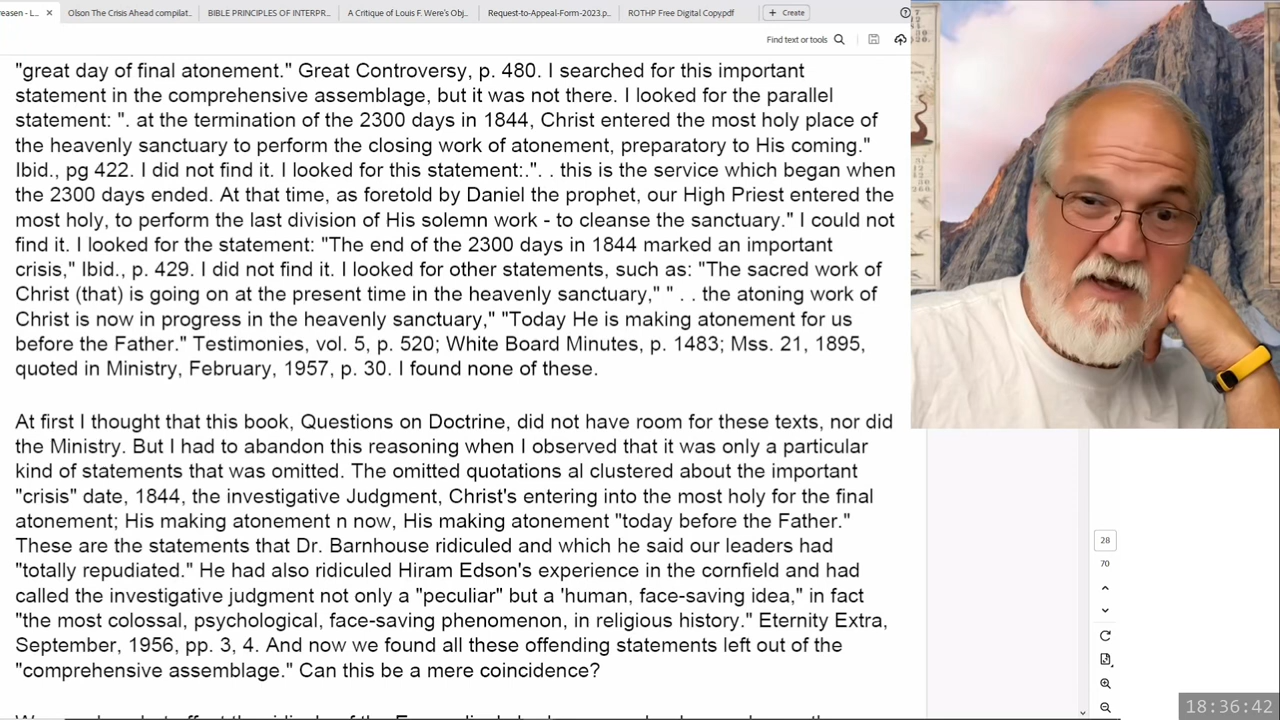 reasen - L...
Olson The Crisis Ahead compilat..
BIBLE PRINCIPLES OF INTERPR...
A Critique of Louis F. Were's Obj..
Request-to-Appeal-Form-2023.p...
ROTHP Free Digital Copy.pdf
+ Create
Find text or tools
"great day of final atonement." Great Controversy, p. 480. I searched for this important
statement in the comprehensive assemblage, but it was not there. I looked for the parallel
statement: ". at the termination of the 2300 days in 1844, Christ entered the most holy place of
the heavenly sanctuary to perform the closing work of atonement, preparatory to His coming."
Ibid., pg 422. I did not find it. I looked for this statement:.". . this is the service which began when
the 2300 days ended. At that time, as foretold by Daniel the prophet, our High Priest entered the
most holy, to perform the last division of His solemn work - to cleanse the sanctuary." I could not
find it. I looked for the statement: "The end of the 2300 days in 1844 marked an important
crisis," Ibid., p. 429. I did not find it. I looked for other statements, such as: "The sacred work of
Christ (that) is going on at the present time in the heavenly sanctuary," " . . the atoning work of
Christ is now in progress in the heavenly sanctuary," "Today He is making atonement for us
before the Father." Testimonies, vol. 5, p. 520; White Board Minutes, p. 1483; Mss. 21, 1895,
quoted in Ministry, February, 1957, p. 30. I found none of these.
At first I thought that this book, Questions on Doctrine, did not have room for these texts, nor did
the Ministry. But I had to abandon this reasoning when I observed that it was only a particular
kind of statements that was omitted. The omitted quotations al clustered about the important
"crisis" date, 1844, the investigative Judgment, Christ's entering into the most holy for the final
atonement; His making atonement n now, His making atonement "today before the Father."
These are the statements that Dr. Barnhouse ridiculed and which he said our leaders had
"totally repudiated." He had also ridiculed Hiram Edson's experience in the cornfield and had
called the investigative judgment not only a "peculiar" but a 'human, face-saving idea," in fact
"the most colossal, psychological, face-saving phenomenon, in religious history." Eternity Extra,
September, 1956, pp. 3, 4. And now we found all these offending statements left out of the
"comprehensive assemblage." Can this be a mere coincidence?
28
70
18:36:42